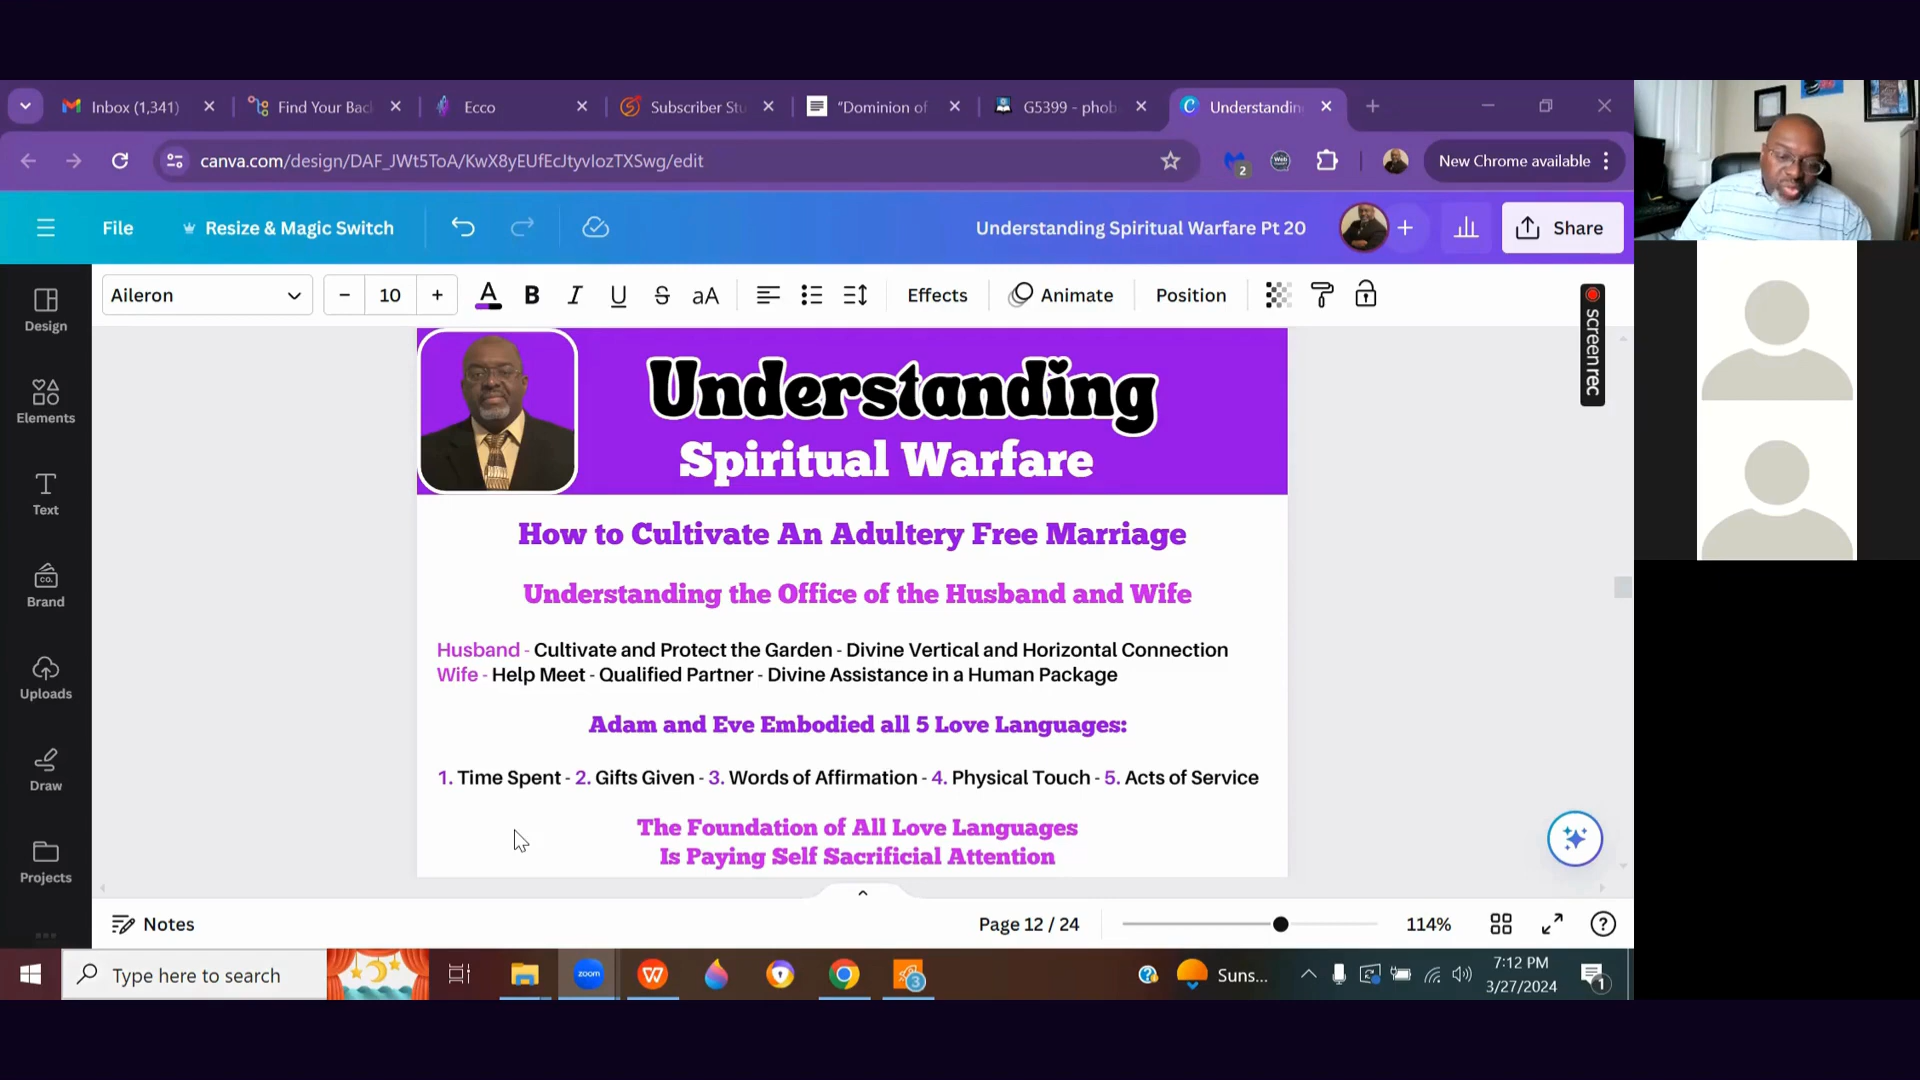 Inbox (1,341)
Find Your Bac
Ecco
Subscriber Stu
"Dominion of
G5399 - phob
Understandin
canva.com/design/DAF_JWt5ToA/KwX8yEUfEcJtyvIozTXSwg/edit
2
New Chrome available
File
Resize & Magic Switch
Understanding Spiritual Warfare Pt 20
Share
Aileron
10
A
B
I
U
S
aA
Effects
Animate
Position
screenrec
Design
Elements
Text
CO.
Brand
Uploads
Draw
Projects
Understanding
Spiritual Warfare
How to Cultivate An Adultery Free Marriage
Understanding the Office of the Husband and Wife
Husband - Cultivate and Protect the Garden - Divine Vertical and Horizontal Connection
Wife - Help Meet - Qualified Partner - Divine Assistance in a Human Package
Adam and Eve Embodied all 5 Love Languages:
1. Time Spent - 2. Gifts Given - 3. Words of Affirmation - 4. Physical Touch - 5. Acts of Service
The Foundation of All Love Languages
Is Paying Self Sacrificial Attention
Notes
Page 12 / 24
114%
Type here to search
zoom
3
Suns...
7:12 PM
3/27/2024
1